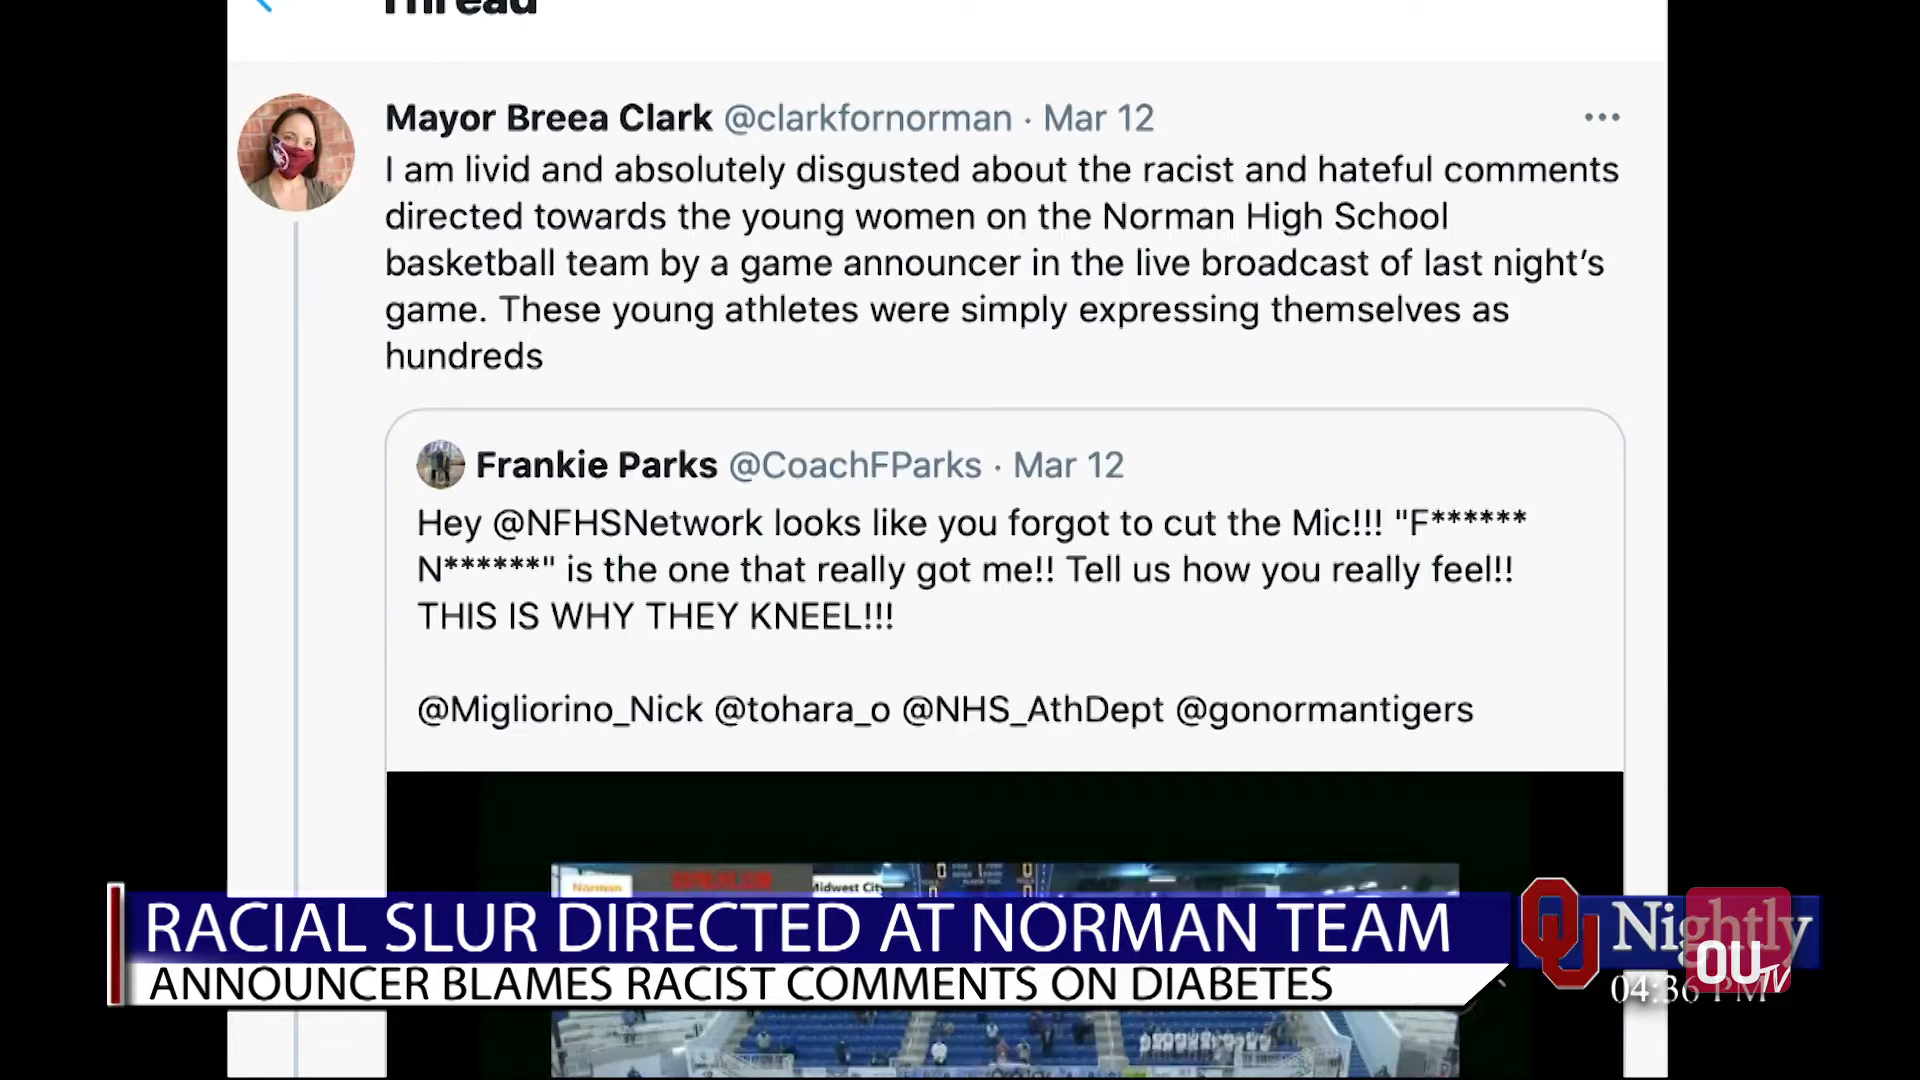 Thread
Mayor Breea Clark @clarkfornorman · Mar 12
I am livid and absolutely disgusted about the racist and hateful comments
directed towards the young women on the Norman High School
basketball team by a game announcer in the live broadcast of last night's
game. These young athletes were simply expressing themselves as
hundreds
Frankie Parks @CoachFParks · Mar 12
Hey @NFHSNetwork looks like you forgot to cut the Mic!!! "F******
N******" is the one that really got me!! Tell us how you really feel!!
THIS IS WHY THEY KNEEL!!!
@Migliorino_Nick @tohara_o @NHS_AthDept @gonormantigers
Norman
Midwest City
RACIAL SLUR DIRECTED AT NORMAN TEAM
ANNOUNCER BLAMES RACIST COMMENTS ON DIABETES
OU Nightly
OUTV
04:36 PM